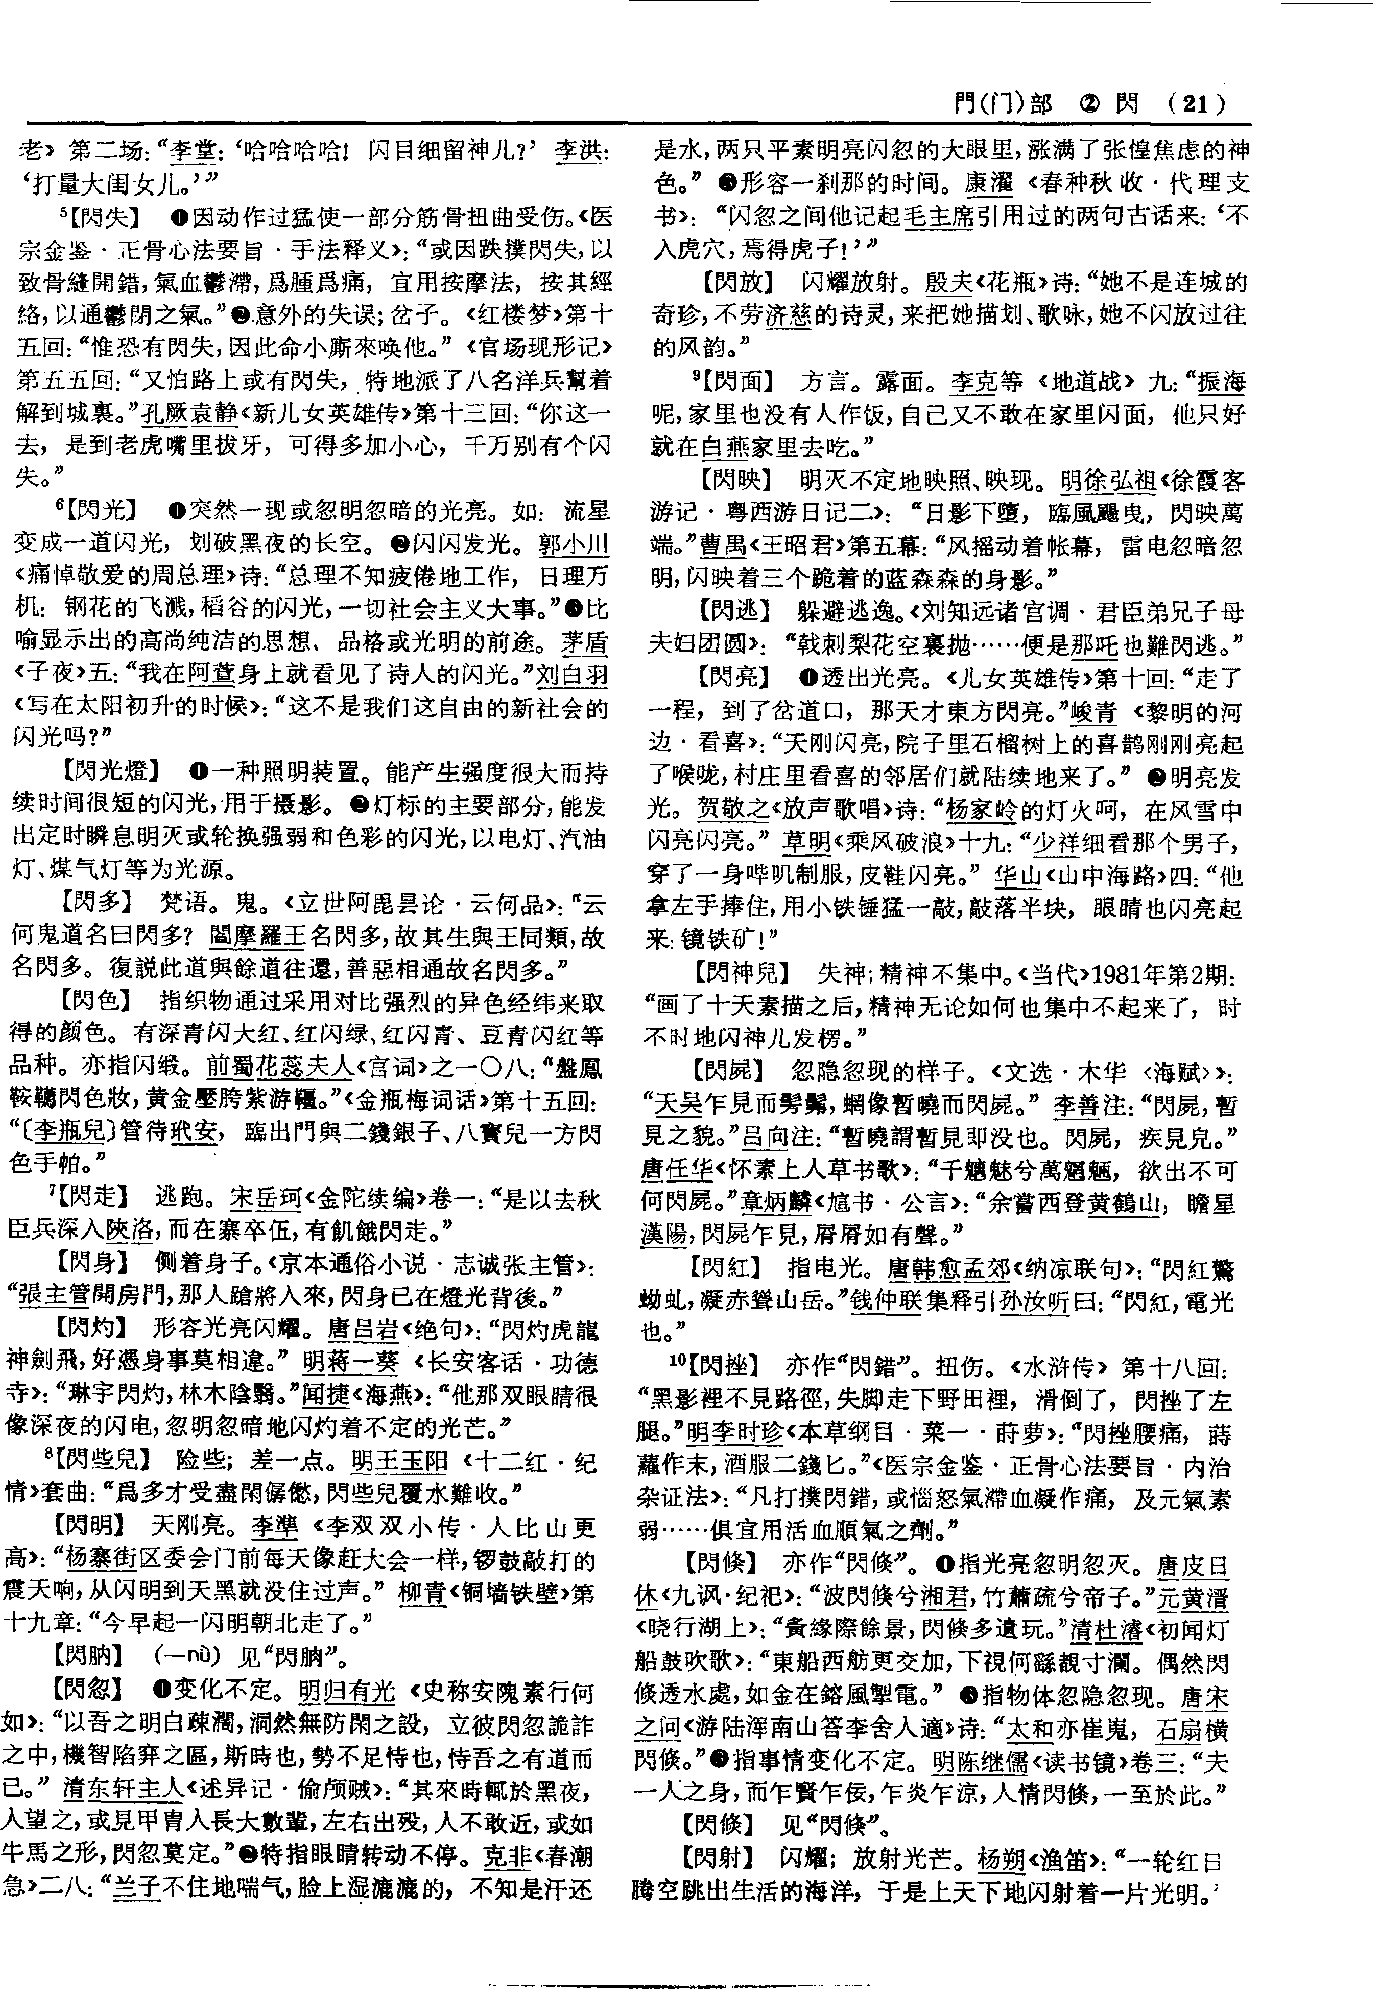 門(门)部 ② 閃 (21)
老》第二场：“李堂：‘哈哈哈哈！闪目细留神儿？’李洪：
‘打量大闺女儿。’”
⁵【閃失】 ❶因动作过猛使一部分筋骨扭曲受伤。《医
宗金鉴·正骨心法要旨·手法释义》：“或因跌撲閃失，以
致骨縫開錯，氣血鬱滯，爲腫爲痛，宜用按摩法，按其經
络，以通鬱閉之氣。”❷意外的失误；岔子。《红楼梦》第十
五回：“惟恐有閃失，因此命小厮來唤他。”《官场现形记》
第五五回：“又怕路上或有閃失，特地派了八名洋兵幫着
解到城裏。”孔厥袁静《新儿女英雄传》第十三回：“你这一
去，是到老虎嘴里拔牙，可得多加小心，千万别有个闪
失。”
⁶【閃光】 ❶突然一现或忽明忽暗的光亮。如：流星
变成一道闪光，划破黑夜的长空。❷闪闪发光。郭小川
《痛悼敬爱的周总理》诗：“总理不知疲倦地工作，日理万
机：钢花的飞溅，稻谷的闪光，一切社会主义大事。”❸比
喻显示出的高尚纯洁的思想、品格或光明的前途。茅盾
《子夜》五：“我在阿萱身上就看见了诗人的闪光。”刘白羽
《写在太阳初升的时候》：“这不是我们这自由的新社会的
闪光吗？”
【閃光燈】 ❶一种照明装置。能产生强度很大而持
续时间很短的闪光，用于摄影。❷灯标的主要部分，能发
出定时瞬息明灭或轮换强弱和色彩的闪光，以电灯、汽油
灯、煤气灯等为光源。
【閃多】 梵语。鬼。《立世阿毘昙论·云何品》：“云
何鬼道名曰閃多？閻摩羅王名閃多，故其生與王同類，故
名閃多。復説此道與餘道往還，善惡相通故名閃多。”
【閃色】 指织物通过采用对比强烈的异色经纬来取
得的颜色。有深青闪大红、红闪绿、红闪青、豆青闪红等
品种。亦指闪缎。前蜀花蕊夫人《宫词》之一〇八：“盤鳳
鞍韉閃色妝，黄金壓胯紫游韁。”《金瓶梅词话》第十五回：
“〔李瓶兒〕管待玳安，臨出門與二錢銀子、八寳兒一方閃
色手帕。”
⁷【閃走】 逃跑。宋岳珂《金陀续编》卷一：“是以去秋
臣兵深入陜洛，而在寨卒伍，有飢餓閃走。”
【閃身】 侧着身子。《京本通俗小说·志诚张主管》：
“張主管開房門，那人蹌將入來，閃身已在燈光背後。”
【閃灼】 形容光亮闪耀。唐吕岩《绝句》：“閃灼虎龍
神劍飛，好憑身事莫相違。”明蒋一葵《长安客话·功德
寺》：“琳宇閃灼，林木陰翳。”闻捷《海燕》：“他那双眼睛很
像深夜的闪电，忽明忽暗地闪灼着不定的光芒。”
⁸【閃些兒】 险些；差一点。明王玉阳《十二红·纪
情》套曲：“爲多才受盡閑僝僽，閃些兒覆水難收。”
【閃明】 天刚亮。李準《李双双小传·人比山更
高》：“杨寨街区委会门前每天像赶大会一样，锣鼓敲打的
震天响，从闪明到天黑就没住过声。”柳青《铜墙铁壁》第
十九章：“今早起一闪明朝北走了。”
【閃肭】 （—nǜ）见“閃朒”。
【閃忽】 ❶变化不定。明归有光《史称安隗素行何
如》：“以吾之明白疎濶，洞然無防閑之設，立彼閃忽詭詐
之中，機智陷穽之區，斯時也，勢不足恃也，恃吾之有道而
已。”清东轩主人《述异记·偷颅贼》：“其來時輒於黑夜，
人望之，或見甲冑人長大數輩，左右出殁，人不敢近，或如
牛馬之形，閃忽莫定。”❷特指眼睛转动不停。克非《春潮
急》二八：“兰子不住地喘气，脸上湿漉漉的，不知是汗还
是水，两只平素明亮闪忽的大眼里，涨满了张惶焦虑的神
色。”❸形容一刹那的时间。康濯《春种秋收·代理支
书》：“闪忽之间他记起毛主席引用过的两句古话来：‘不
入虎穴，焉得虎子！’”
【閃放】 闪耀放射。殷夫《花瓶》诗：“她不是连城的
奇珍，不劳济慈的诗灵，来把她描划、歌咏，她不闪放过往
的风韵。”
⁹【閃面】 方言。露面。李克等《地道战》九：“振海
呢，家里也没有人作饭，自己又不敢在家里闪面，他只好
就在白燕家里去吃。”
【閃映】 明灭不定地映照、映现。明徐弘祖《徐霞客
游记·粤西游日记二》：“日影下墮，臨風颺曳，閃映萬
端。”曹禺《王昭君》第五幕：“风摇动着帐幕，雷电忽暗忽
明，闪映着三个跪着的蓝森森的身影。”
【閃逃】 躲避逃逸。《刘知远诸宫调·君臣弟兄子母
夫妇团圆》：“戟刺梨花空裏抛……便是那吒也難閃逃。”
【閃亮】 ❶透出光亮。《儿女英雄传》第十回：“走了
一程，到了岔道口，那天才東方閃亮。”峻青《黎明的河
边·看喜》：“天刚闪亮，院子里石榴树上的喜鹊刚刚亮起
了喉咙，村庄里看喜的邻居们就陆续地来了。”❷明亮发
光。贺敬之《放声歌唱》诗：“杨家岭的灯火呵，在风雪中
闪亮闪亮。”草明《乘风破浪》十九：“少祥细看那个男子，
穿了一身哔叽制服，皮鞋闪亮。”华山《山中海路》四：“他
拿左手捧住，用小铁锤猛一敲，敲落半块，眼睛也闪亮起
来：镜铁矿！”
【閃神兒】 失神；精神不集中。《当代》1981年第2期：
“画了十天素描之后，精神无论如何也集中不起来了，时
不时地闪神儿发楞。”
【閃屍】 忽隐忽现的样子。《文选·木华〈海赋〉》：
“天吴乍見而髣髴，蝄像暫曉而閃屍。”李善注：“閃屍，暫
見之貌。”吕向注：“暫曉謂暫見即没也。閃屍，疾見皃。”
唐任华《怀素上人草书歌》：“千魑魅兮萬魍魎，欲出不可
何閃屍。”章炳麟《訄书·公言》：“余嘗西登黄鶴山，瞻星
漢陽，閃屍乍見，屑屑如有聲。”
【閃紅】 指电光。唐韩愈孟郊《纳凉联句》：“閃紅驚
蚴虬，凝赤聳山岳。”钱仲联集释引孙汝听曰：“閃紅，電光
也。”
¹⁰【閃挫】 亦作“閃錯”。扭伤。《水浒传》第十八回：
“黑影裡不見路徑，失脚走下野田裡，滑倒了，閃挫了左
腿。”明李时珍《本草纲目·菜一·莳萝》：“閃挫腰痛，蒔
蘿作末，酒服二錢匕。”《医宗金鉴·正骨心法要旨·内治
杂证法》：“凡打撲閃錯，或惱怒氣滯血凝作痛，及元氣素
弱……俱宜用活血順氣之劑。”
【閃倏】 亦作“閃倐”。❶指光亮忽明忽灭。唐皮日
休《九讽·纪祀》：“波閃倏兮湘君，竹蕭疏兮帝子。”元黄溍
《晓行湖上》：“夤緣際餘景，閃倏多遺玩。”清杜濬《初闻灯
船鼓吹歌》：“東船西舫更交加，下視何繇覩寸瀾。偶然閃
倏透水處，如金在鎔風掣電。”❷指物体忽隐忽现。唐宋
之问《游陆浑南山答李舍人適》诗：“太和亦崔嵬，石扇横
閃倏。”❸指事情变化不定。明陈继儒《读书镜》卷三：“夫
一人之身，而乍賢乍佞，乍炎乍涼，人情閃倏，一至於此。”
【閃倐】 见“閃倏”。
【閃射】 闪耀；放射光芒。杨朔《渔笛》：“一轮红日
腾空跳出生活的海洋，于是上天下地闪射着一片光明。”